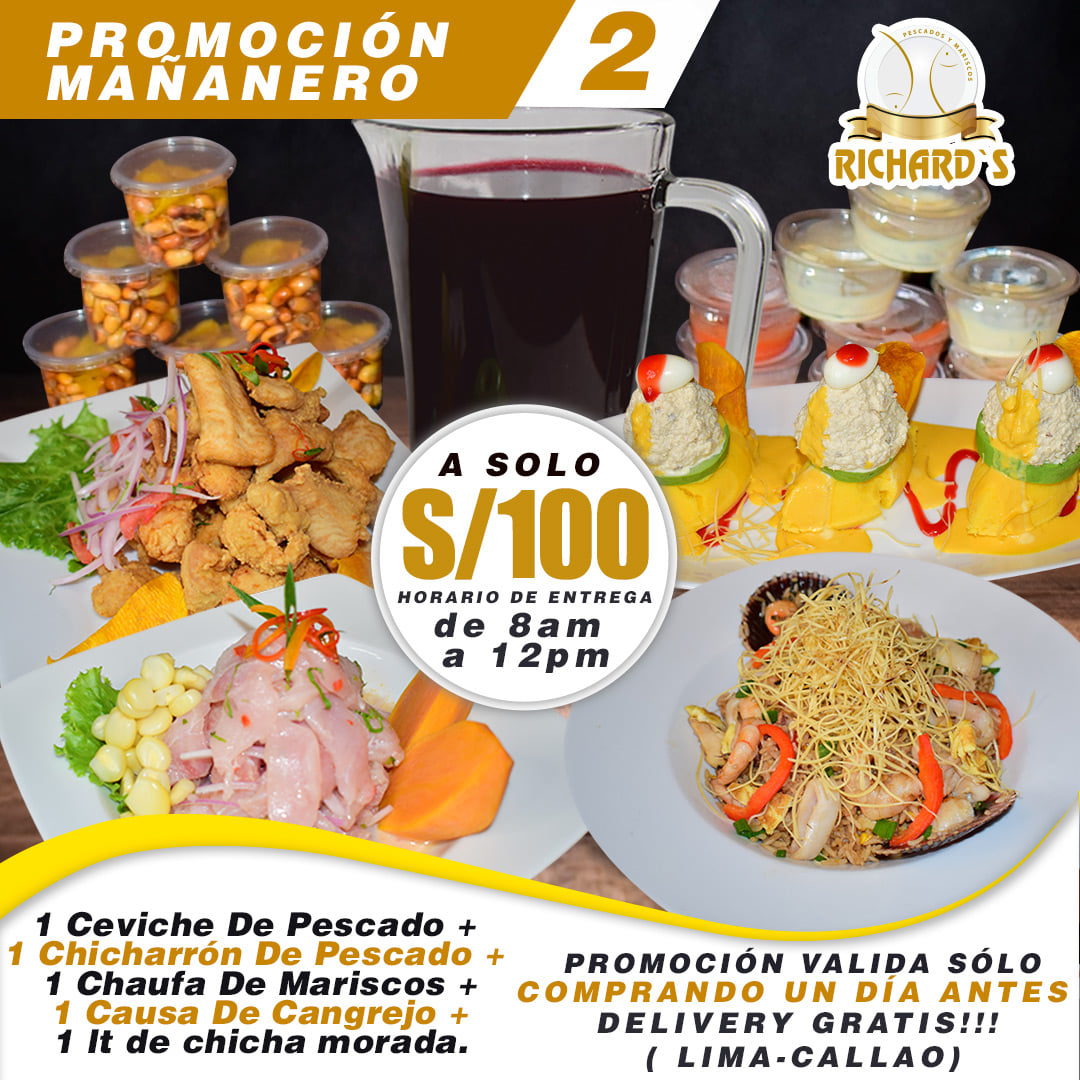 PROMOCIÓN
MAÑANERO
2
PESCADOS Y MARISCOS
RICHARD`S
A SOLO
S/100
HORARIO DE ENTREGA
de 8am
a 12pm
1 Ceviche De Pescado +
1 Chicharrón De Pescado +
1 Chaufa De Mariscos +
1 Causa De Cangrejo +
1 lt de chicha morada.
PROMOCIÓN VALIDA SÓLO
COMPRANDO UN DÍA ANTES
DELIVERY GRATIS!!!
( LIMA-CALLAO)